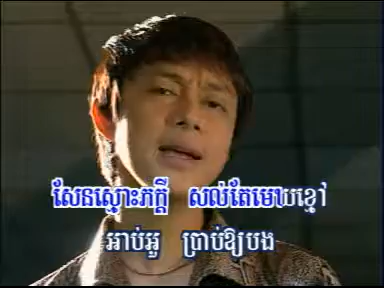 សែនស្មោះភក្ដី សល់តែមេឃខ្មៅ
អាប់អួ ប្រាប់ឱ្យបង